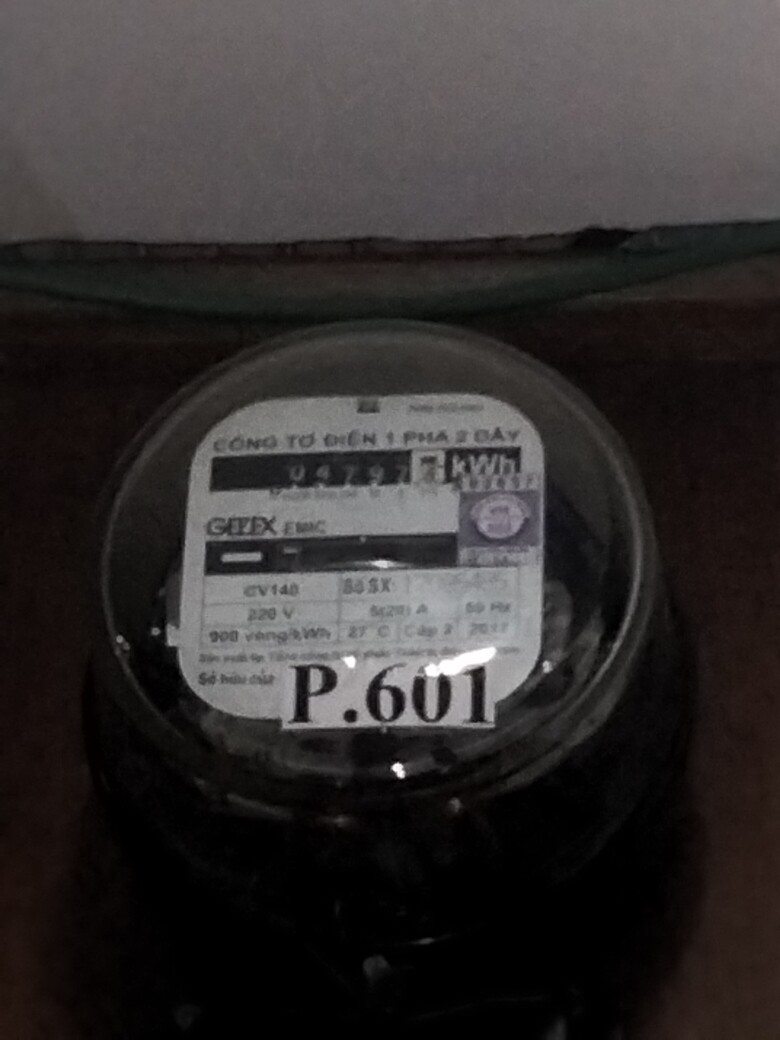 CÔNG TƠ ĐIỆN 1 PHA 2 DÂY
04797 kWh
GELEX EMIC
CV140 Số SX:
220 V 5(20) A 50 Hz
900 vòng/kWh 27°C Cấp 2 2017
Sở hữu của
P.601